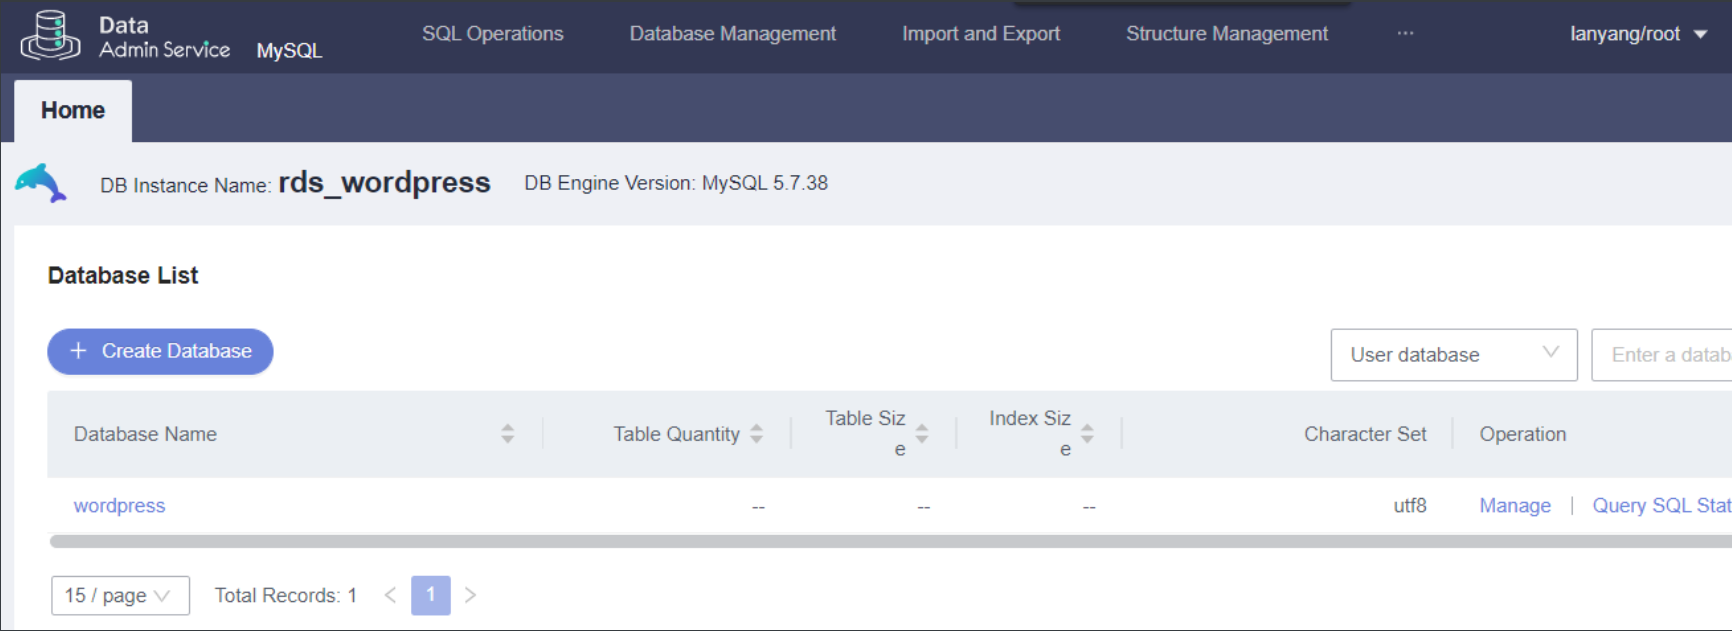 Data
Admin Service MySQL SQL Operations Database Management Import and Export Structure Management ··· lanyang/root
Home
DB Instance Name: rds_wordpress DB Engine Version: MySQL 5.7.38
Database List
+ Create Database User database Enter a datab
Database Name Table Quantity Table Siz
e Index Siz
e Character Set Operation
wordpress -- -- -- utf8 Manage | Query SQL Stat
15 / page Total Records: 1 < 1 >